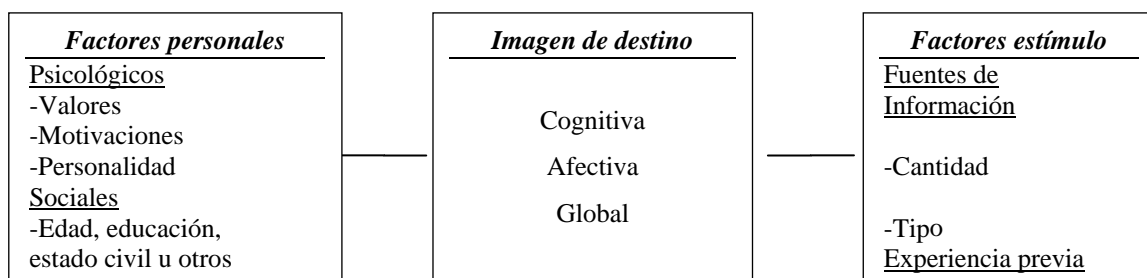 Factores personales
Psicológicos
-Valores
-Motivaciones
-Personalidad
Sociales
-Edad, educación,
estado civil u otros
Imagen de destino
Cognitiva
Afectiva
Global
Factores estímulo
Fuentes de
Información
-Cantidad
-Tipo
Experiencia previa